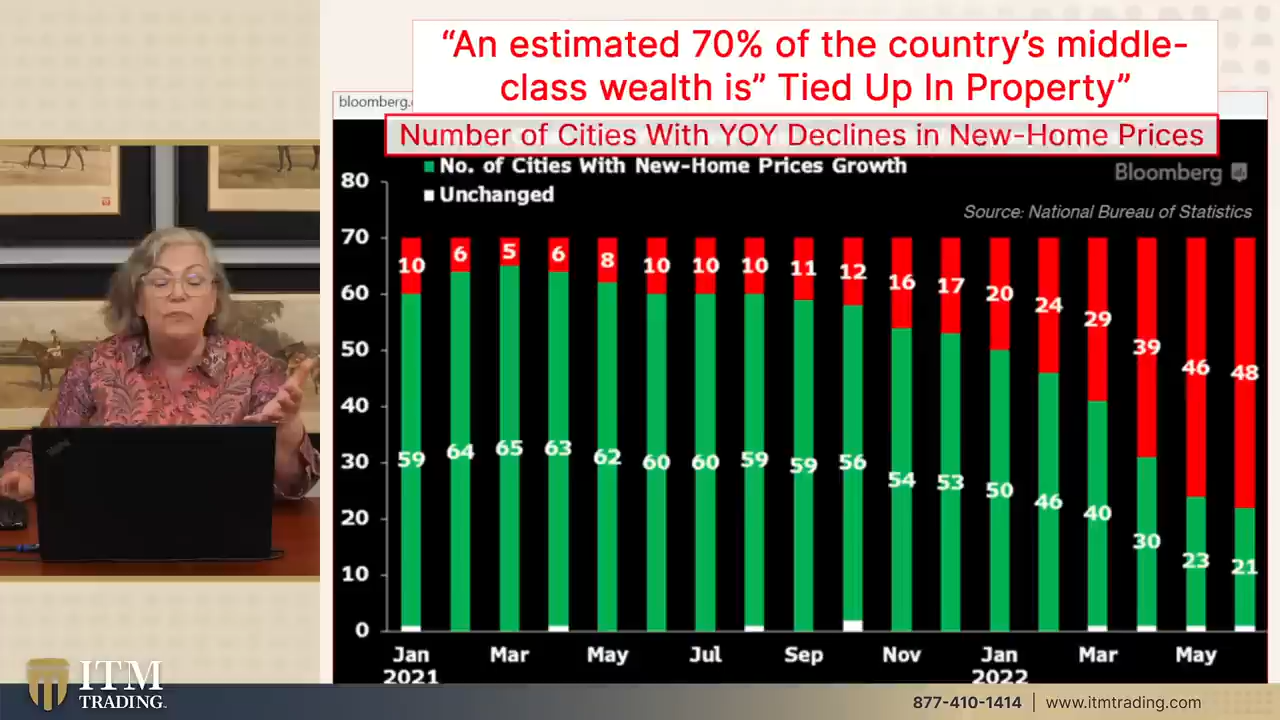 “An estimated 70% of the country’s middle-
class wealth is” Tied Up In Property”
bloomberg.
Number of Cities With YOY Declines in New-Home Prices
No. of Cities With New-Home Prices Growth
Unchanged
Bloomberg
Source: National Bureau of Statistics
80
70
60
50
40
30
20
10
0
10 6 5 6 8 10 10 10 11 12 16 17 20 24 29 39 46 48
59 64 65 63 62 60 60 59 59 56 54 53 50 46 40 30 23 21
Jan Mar May Jul Sep Nov Jan Mar May
2021 2022
ITM
TRADING
877-410-1414 | www.itmtrading.com